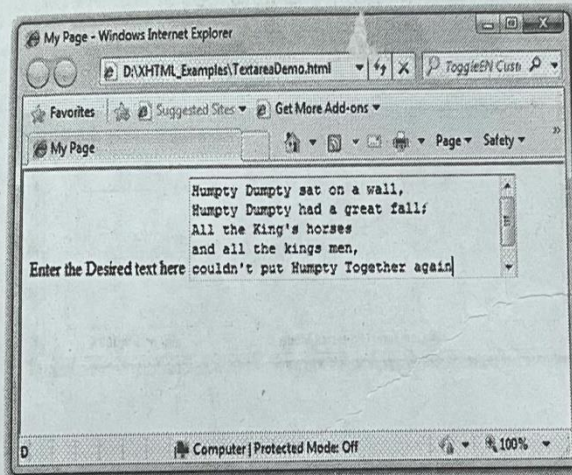 My Page - Windows Internet Explorer
D:\XHTML_Examples\TextareaDemo.html
ToggleEN Cust
Favorites
Suggested Sites
Get More Add-ons
My Page
Page
Safety
Humpty Dumpty sat on a wall,
Humpty Dumpty had a great fall;
All the King's horses
and all the kings men,
Enter the Desired text here
couldn't put Humpty Together again
D
Computer | Protected Mode: Off
100%